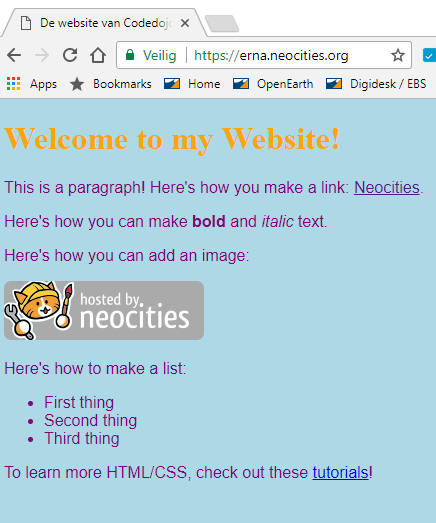 De website van Codedoj
Veilig https://erna.neocities.org
Apps Bookmarks Home OpenEarth Digidesk / EBS
Welcome to my Website!
This is a paragraph! Here's how you make a link: Neocities.
Here's how you can make bold and italic text.
Here's how you can add an image:
hosted by
neocities
Here's how to make a list:
First thing
Second thing
Third thing
To learn more HTML/CSS, check out these tutorials!